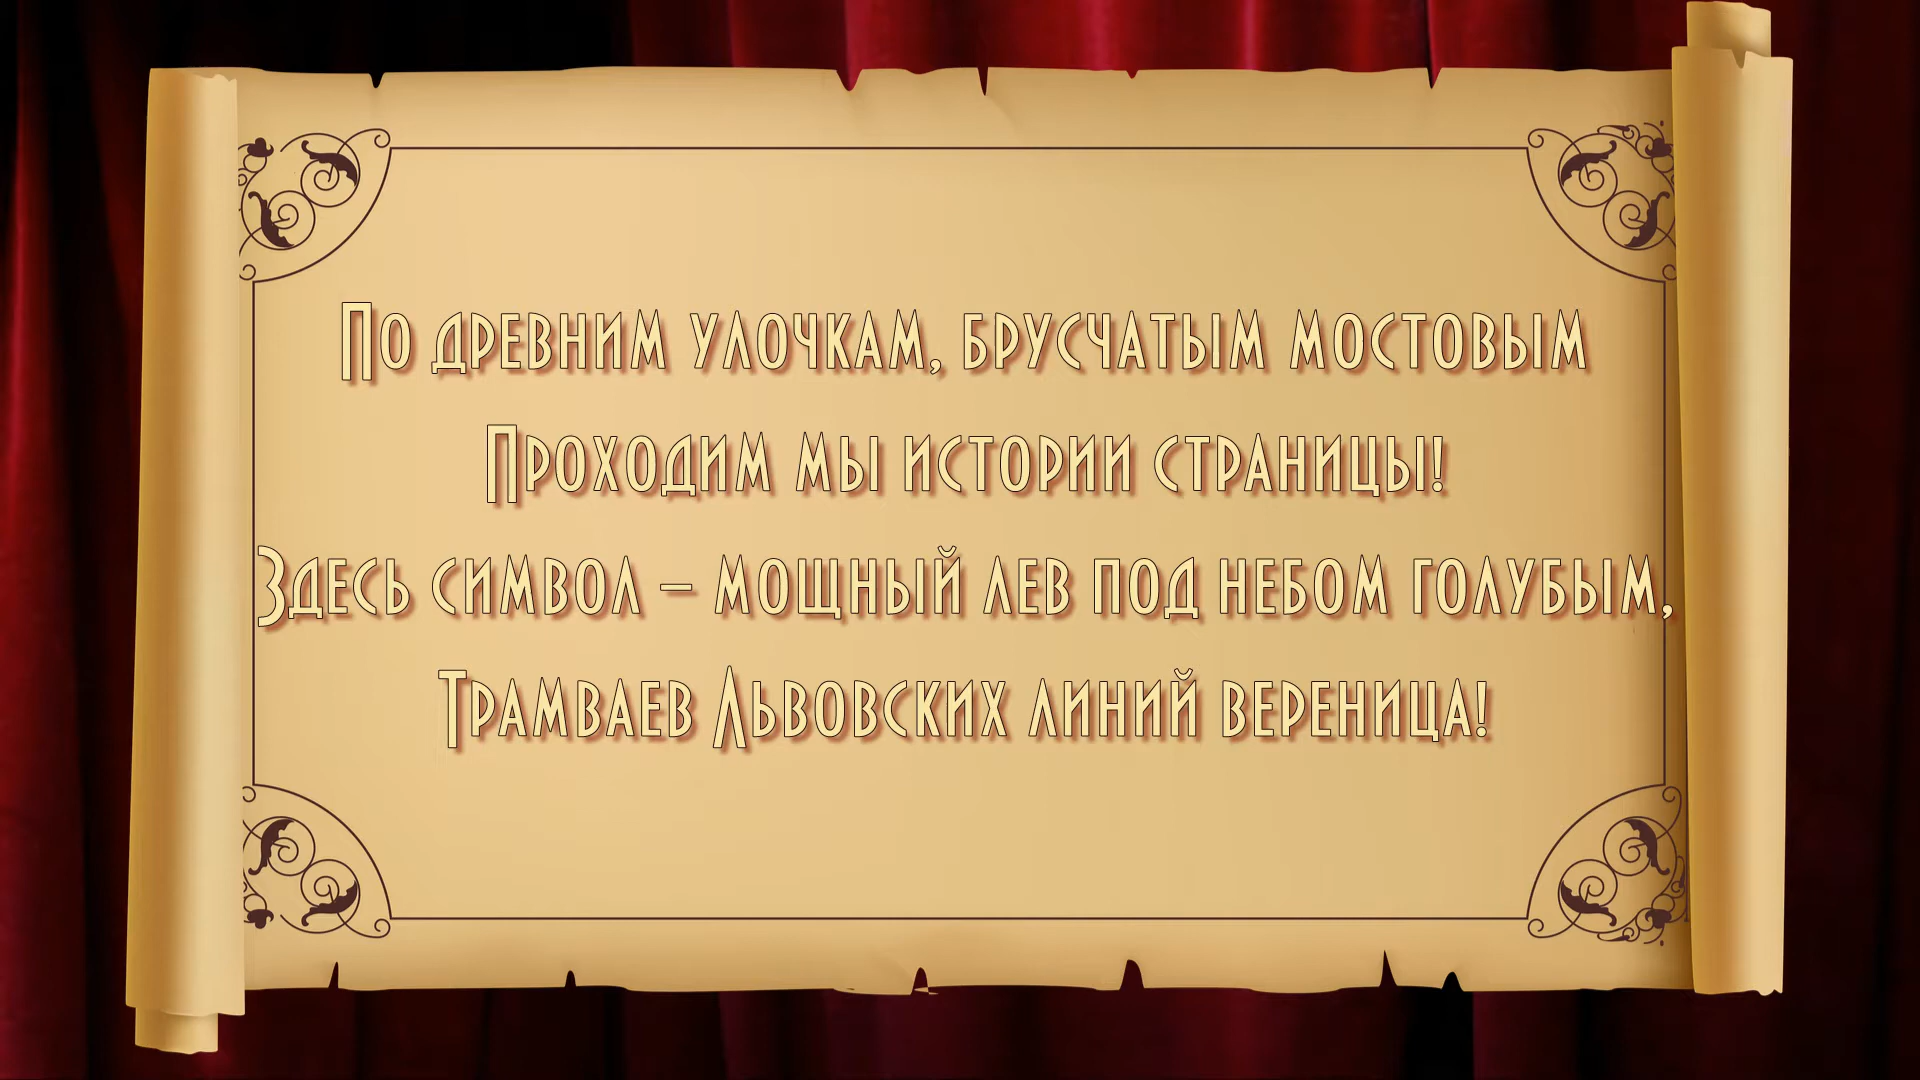 По древним улочкам, брусчатым мостовым
Проходим мы истории страницы!
Здесь символ – мощный лев под небом голубым,
Трамваев Львовских линий вереница!